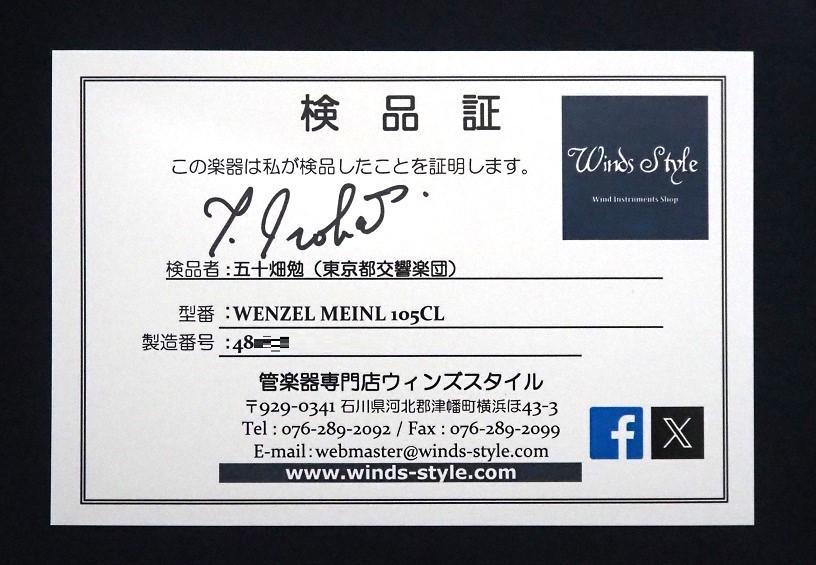 検品証
Winds Style
Wind Instruments Shop
この楽器は私が検品したことを証明します。
検品者：五十畑勉（東京都交響楽団）
型番：WENZEL MEINL 105CL
製造番号：48
管楽器専門店ウィンズスタイル
〒929-0341 石川県河北郡津幡町横浜ほ43-3
Tel : 076-289-2092 / Fax : 076-289-2099
E-mail : webmaster@winds-style.com
www.winds-style.com